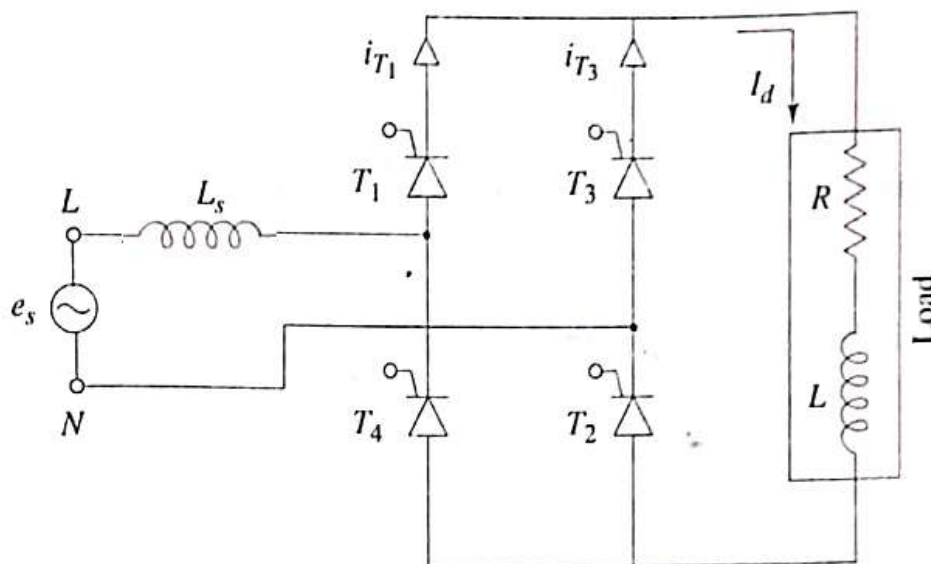 i_{T_1}
i_{T_3}
I_d
T_1
T_3
L
L_s
R
e_s
Load
N
T_4
T_2
L